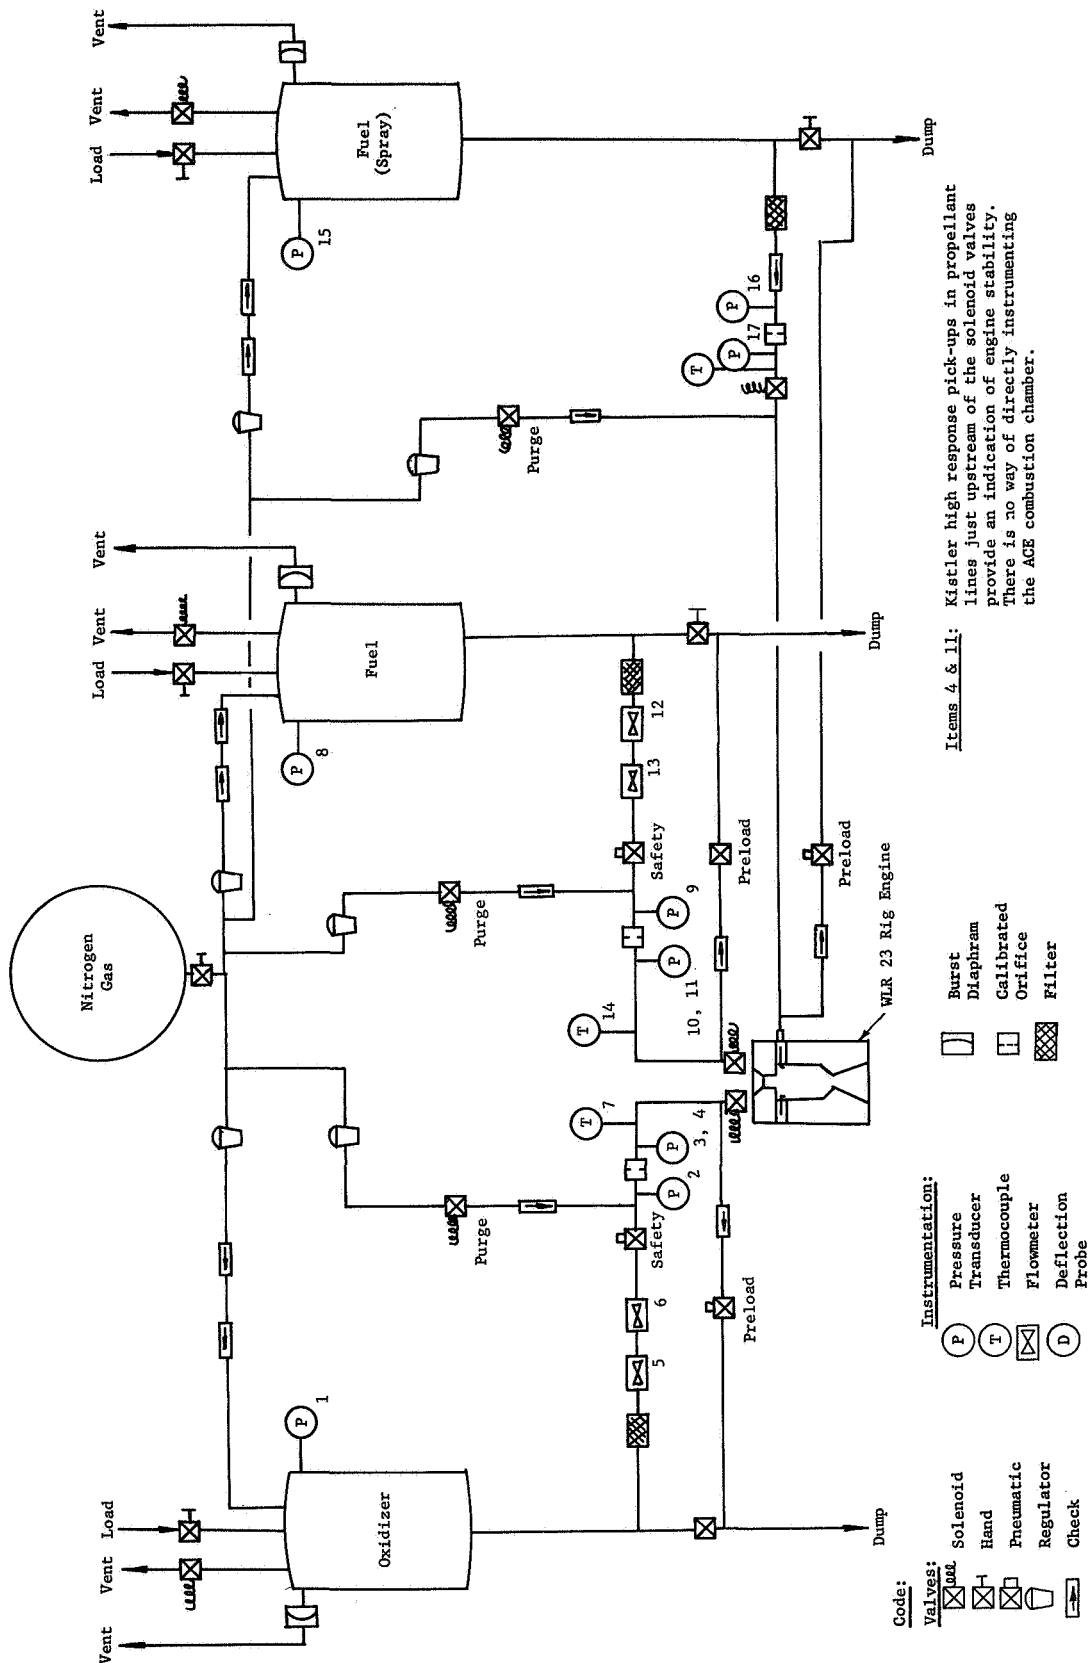 Vent
Vent
Load
Oxidizer
P
1
Dump
Nitrogen
Gas
Load
Vent
Vent
Fuel
P
8
Dump
Load
Vent
Vent
Fuel
(Spray)
P
15
Dump
Purge
Purge
Purge
5
6
Safety
P
2
P
3, 4
T
7
Preload
T
14
P
10, 11
P
9
Safety
13
12
Preload
T
P
17
P
16
Preload
WLR 23 Rig Engine
Code:
Valves:
Solenoid
Hand
Pneumatic
Regulator
Check
Instrumentation:
P
Pressure
Transducer
T
Thermocouple
Flowmeter
D
Deflection
Probe
Burst
Diaphram
Calibrated
Orifice
Filter
Items 4 & 11:
Kistler high response pick-ups in propellant
lines just upstream of the solenoid valves
provide an indication of engine stability.
There is no way of directly instrumenting
the ACE combustion chamber.